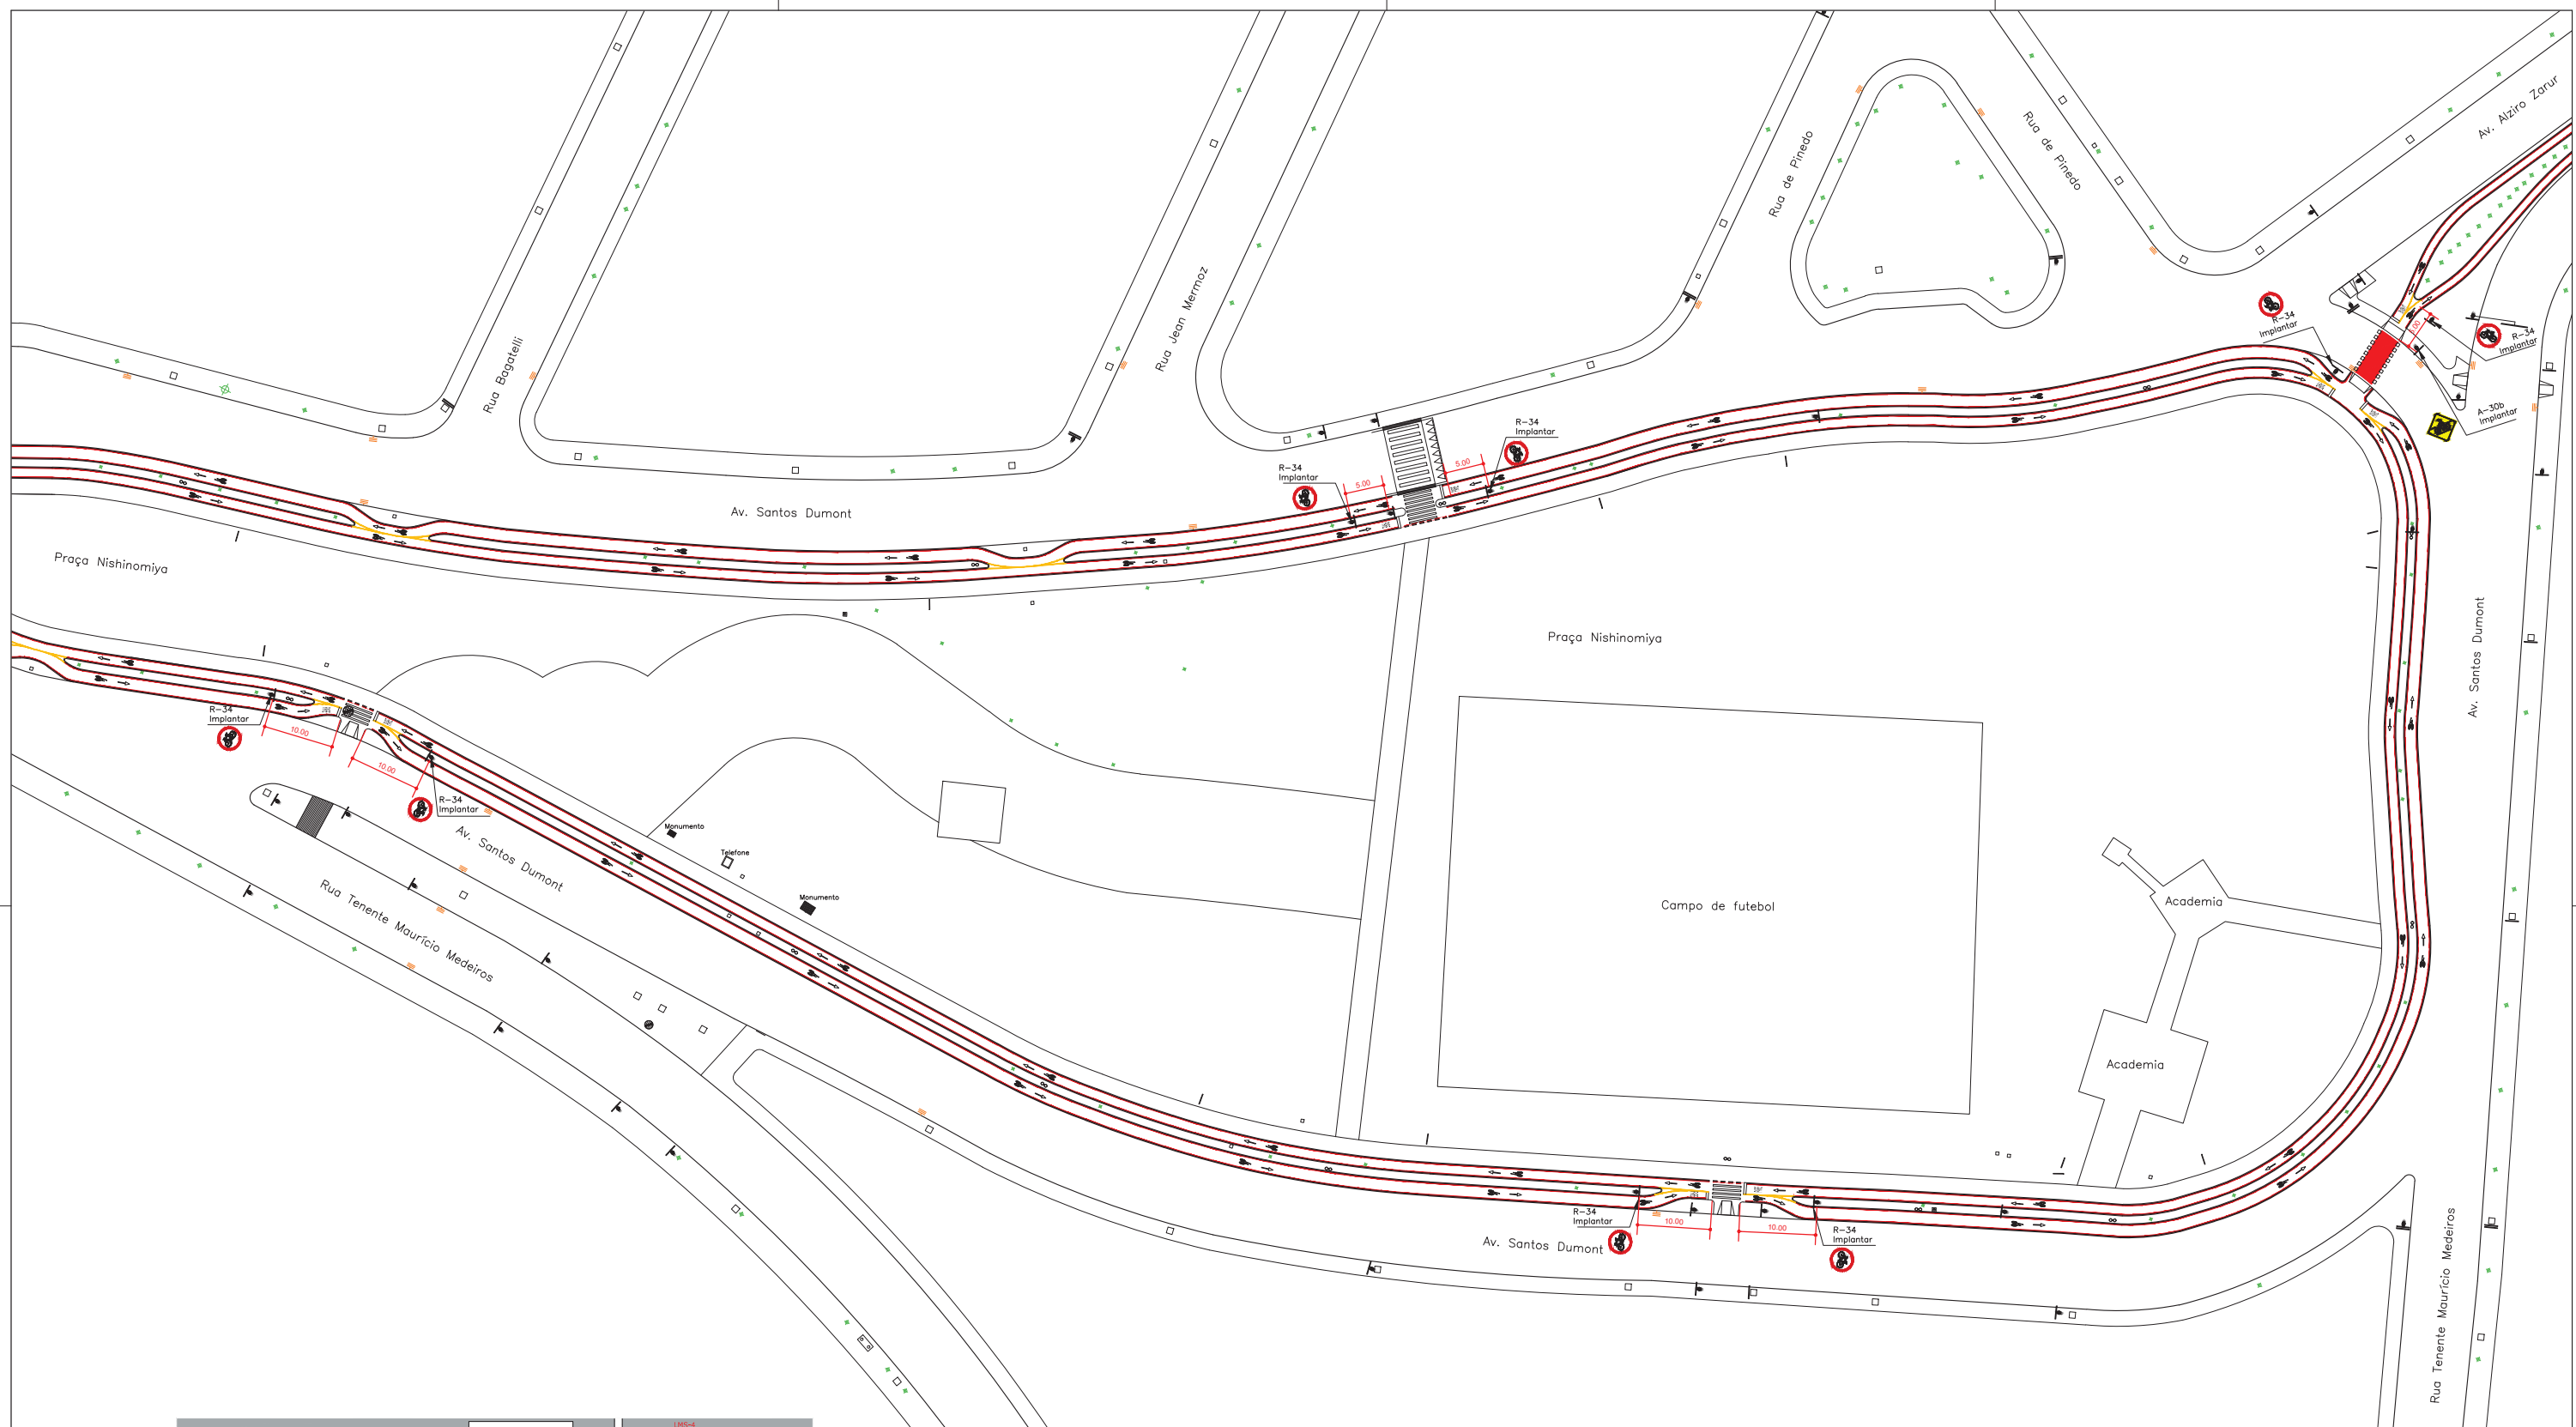 Av. Alziro Zarur
Rua de Pinedo
Rua de Pinedo
Rua Jean Mermoz
Rua Bagatelli
R-34
Implantar
R-34
Implantar
5.00
A-30b
Implantar
R-34
Implantar
5.00
R-34
Implantar
5.00
Av. Santos Dumont
Praça Nishinomiya
Praça Nishinomiya
Av. Santos Dumont
R-34
Implantar
10.00
10.00
R-34
Implantar
Av. Santos Dumont
Monumento
Telefone
Monumento
Rua Tenente Maurício Medeiros
Campo de futebol
Academia
Academia
R-34
Implantar
10.00
10.00
R-34
Implantar
Av. Santos Dumont
Rua Tenente Maurício Medeiros
LMS-4